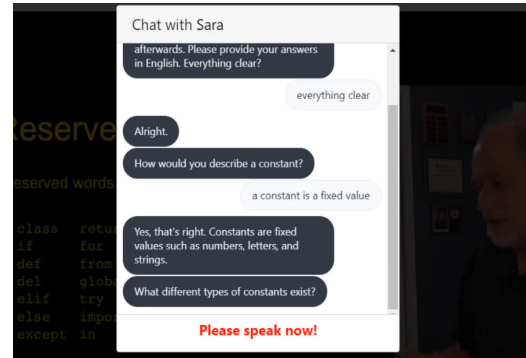 Chat with Sara
afterwards. Please provide your answers
in English. Everything clear?
everything clear
Alright.
How would you describe a constant?
a constant is a fixed value
Yes, that's right. Constants are fixed
values such as numbers, letters, and
strings.
What different types of constants exist?
Please speak now!
Reserve
eserved words
class retur
if for
def from
del globa
elif try
else impor
except in